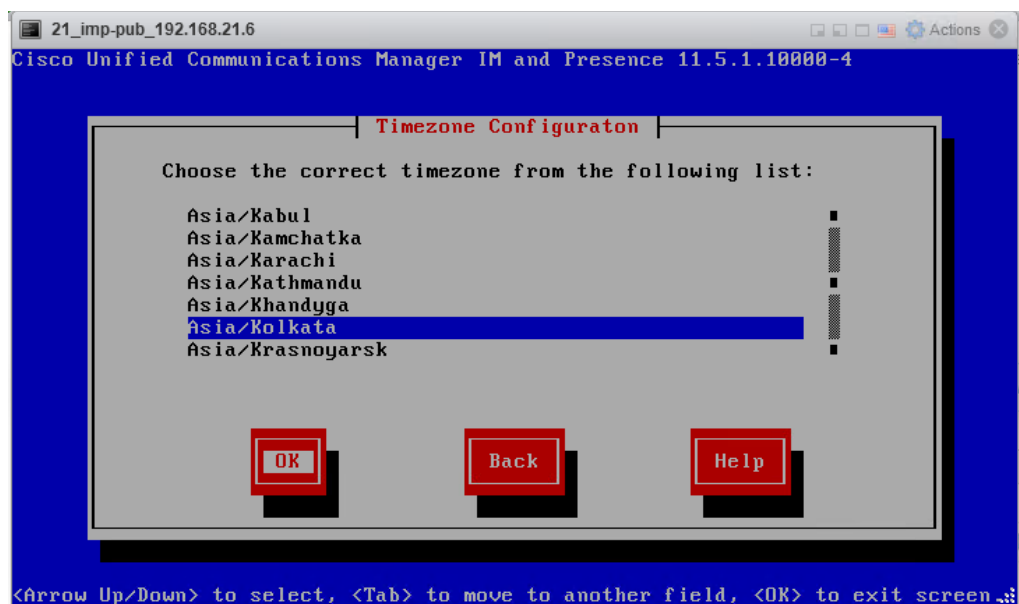 21_imp-pub_192.168.21.6 Actions
Cisco Unified Communications Manager IM and Presence 11.5.1.10000-4
Timezone Configuraton
Choose the correct timezone from the following list:
Asia/Kabul
Asia/Kamchatka
Asia/Karachi
Asia/Kathmandu
Asia/Khandyga
Asia/Kolkata
Asia/Krasnoyarsk
OK Back Help
<Arrow Up/Down> to select, <Tab> to move to another field, <OK> to exit screen